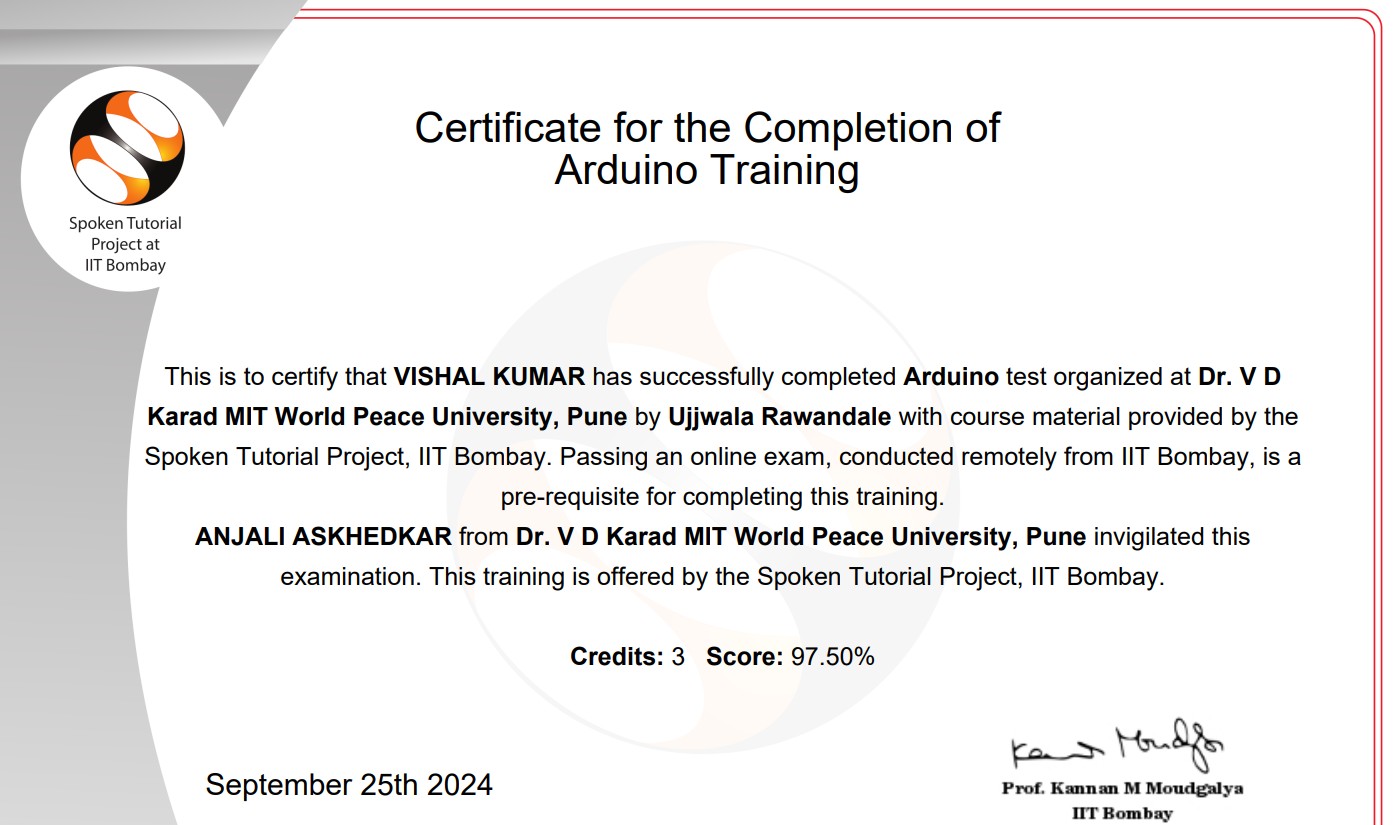 Certificate for the Completion of
Arduino Training
Spoken Tutorial
Project at
IIT Bombay
This is to certify that VISHAL KUMAR has successfully completed Arduino test organized at Dr. V D
Karad MIT World Peace University, Pune by Ujjwala Rawandale with course material provided by the
Spoken Tutorial Project, IIT Bombay. Passing an online exam, conducted remotely from IIT Bombay, is a
pre-requisite for completing this training.
ANJALI ASKHEDKAR from Dr. V D Karad MIT World Peace University, Pune invigilated this
examination. This training is offered by the Spoken Tutorial Project, IIT Bombay.
Credits: 3 Score: 97.50%
September 25th 2024
Prof. Kannan M Moudgalya
IIT Bombay